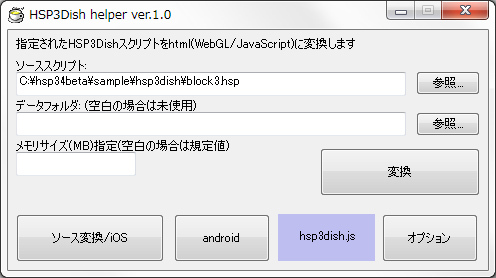 HSP3Dish helper ver.1.0
指定されたHSP3Dishスクリプトをhtml(WebGL/JavaScript)に変換します
ソーススクリプト:
C:¥hsp34beta¥sample¥hsp3dish¥block3.hsp
参照...
データフォルダ: (空白の場合は未使用)
参照...
メモリサイズ(MB)指定(空白の場合は規定値)
変換
ソース変換/iOS
android
hsp3dish.js
オプション